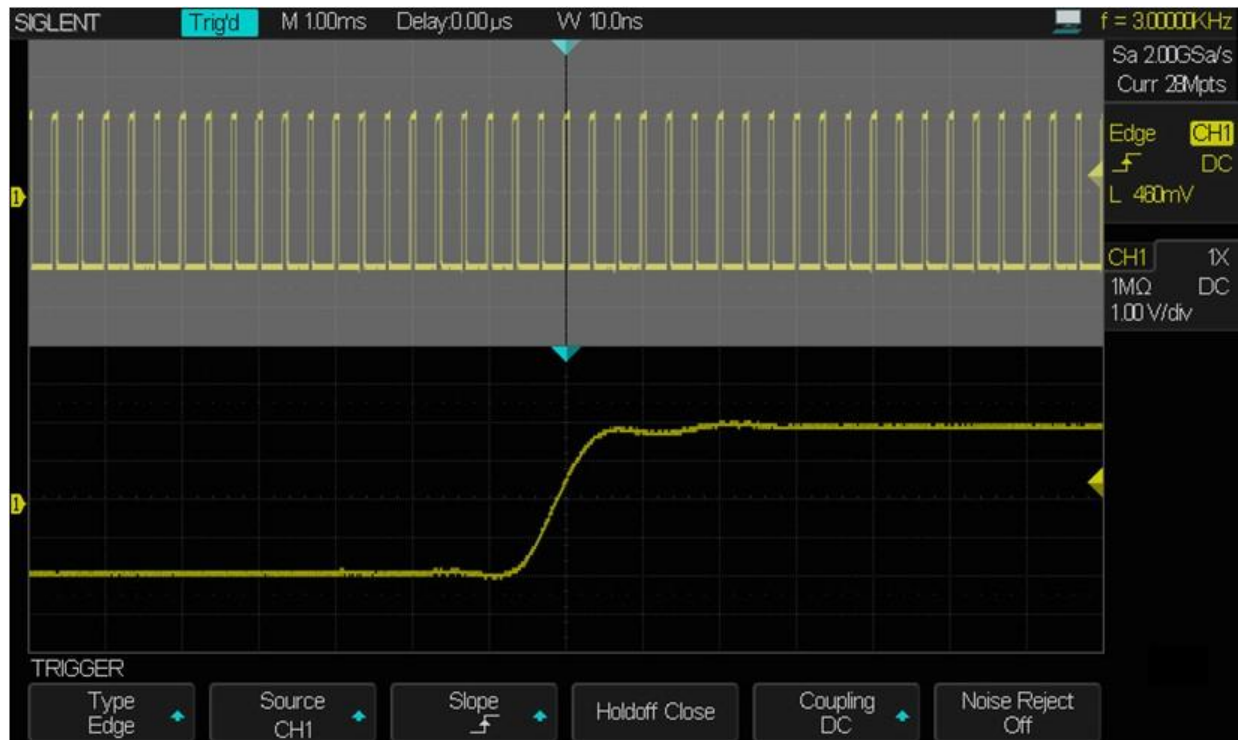 SIGLENT Trig'd M 1.00ms Delay:0.00µs W 10.0ns f = 3.00000KHz
Sa 2.00GSa/s
Curr 28Mpts
Edge CH1
DC
L 460mV
1
CH1 1X
1MΩ DC
1.00 V/div
1
TRIGGER
Type Source Slope Holdoff Close Coupling Noise Reject
Edge CH1 DC Off